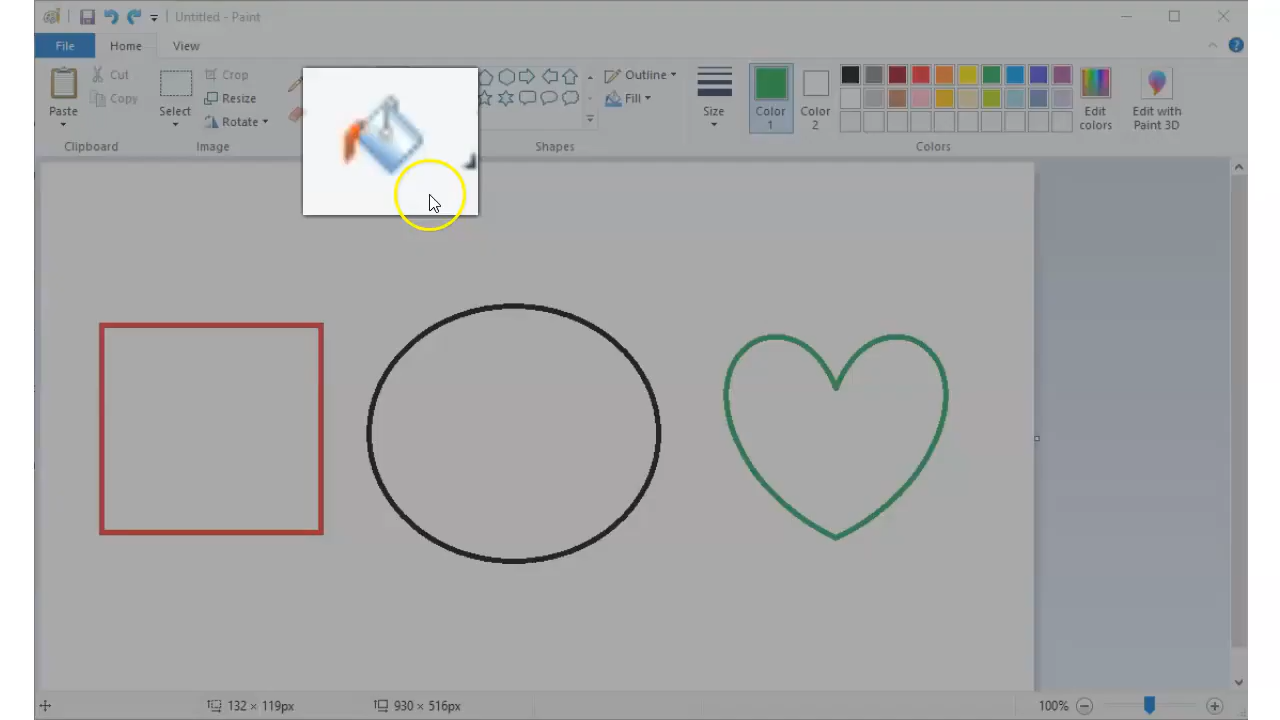 Untitled - Paint
File Home View
Cut
Copy
Paste
Clipboard
Crop
Resize
Rotate
Select
Image
Outline
Fill
Shapes
Size
Color 1
Color 2
Edit colors
Colors
Edit with Paint 3D
132 × 119px
930 × 516px
100%